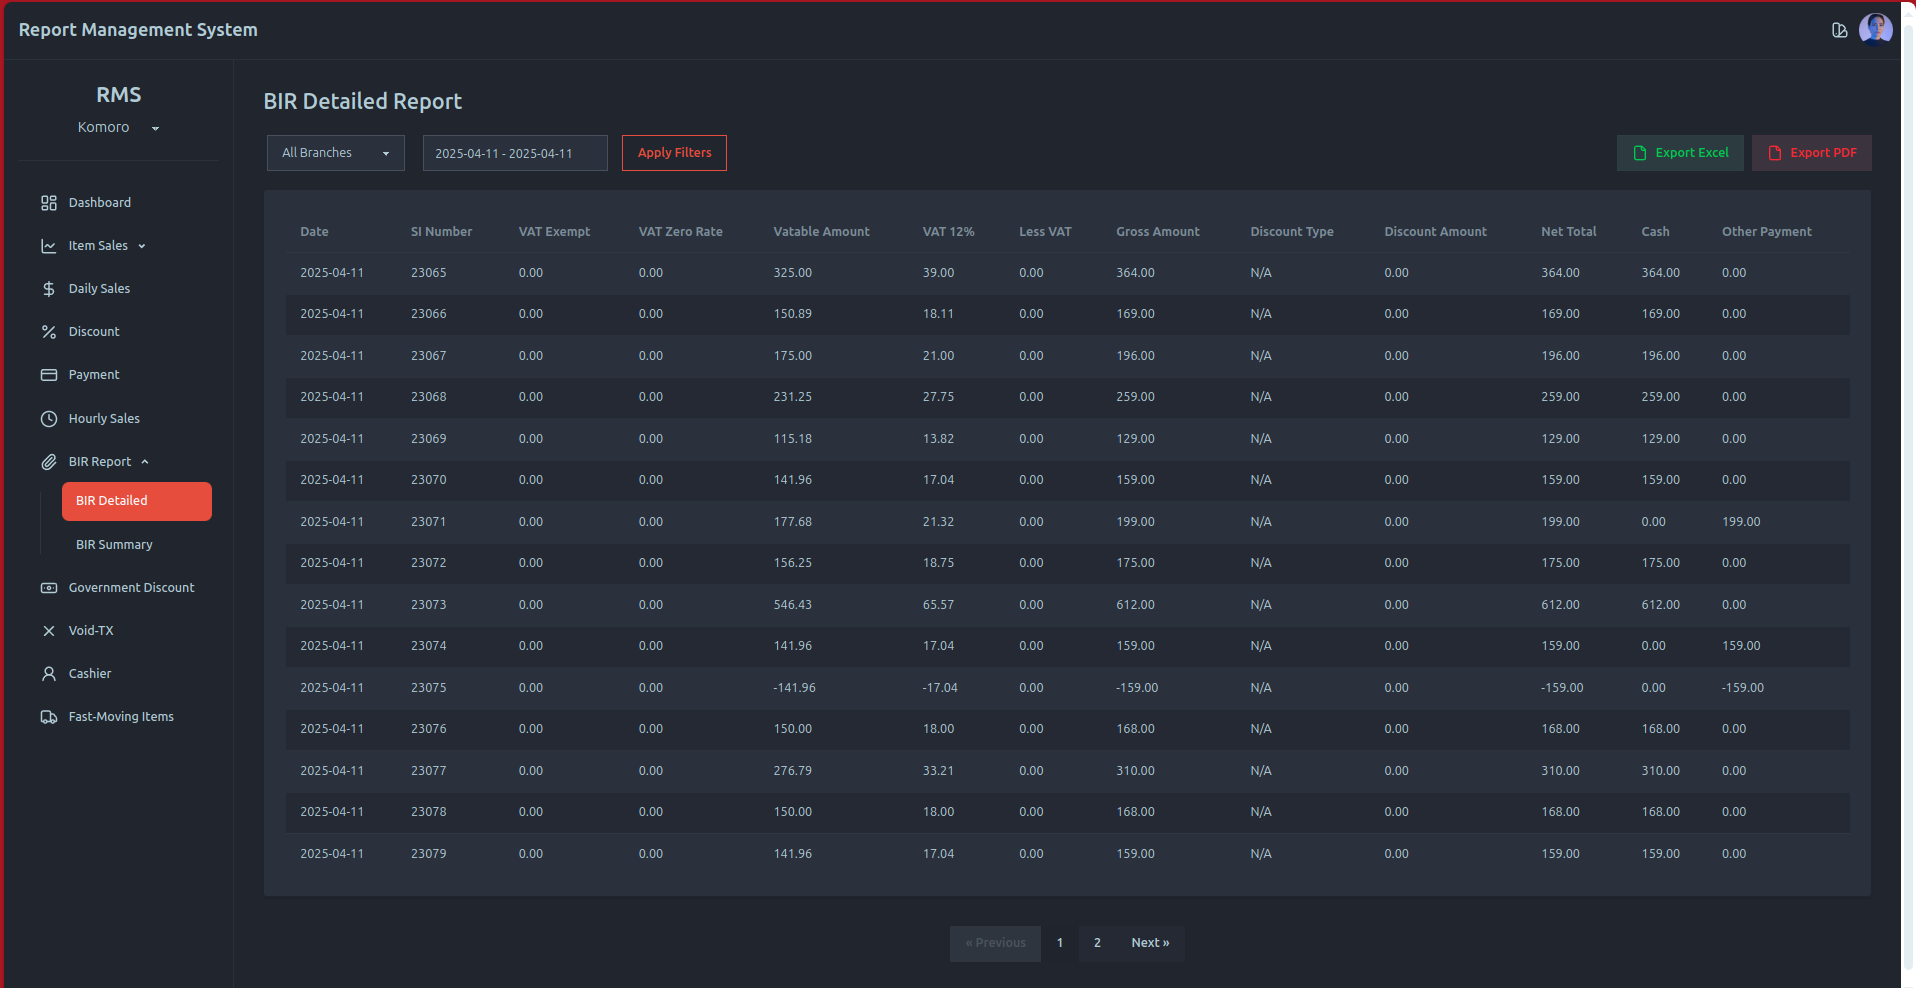 Report Management System
RMS
Komoro
BIR Detailed Report
All Branches 2025-04-11 - 2025-04-11 Apply Filters Export Excel Export PDF
Dashboard
Item Sales
Daily Sales
Discount
Payment
Hourly Sales
BIR Report
BIR Detailed
BIR Summary
Government Discount
Void-TX
Cashier
Fast-Moving Items
Date SI Number VAT Exempt VAT Zero Rate Vatable Amount VAT 12% Less VAT Gross Amount Discount Type Discount Amount Net Total Cash Other Payment
2025-04-11 23065 0.00 0.00 325.00 39.00 0.00 364.00 N/A 0.00 364.00 364.00 0.00
2025-04-11 23066 0.00 0.00 150.89 18.11 0.00 169.00 N/A 0.00 169.00 169.00 0.00
2025-04-11 23067 0.00 0.00 175.00 21.00 0.00 196.00 N/A 0.00 196.00 196.00 0.00
2025-04-11 23068 0.00 0.00 231.25 27.75 0.00 259.00 N/A 0.00 259.00 259.00 0.00
2025-04-11 23069 0.00 0.00 115.18 13.82 0.00 129.00 N/A 0.00 129.00 129.00 0.00
2025-04-11 23070 0.00 0.00 141.96 17.04 0.00 159.00 N/A 0.00 159.00 159.00 0.00
2025-04-11 23071 0.00 0.00 177.68 21.32 0.00 199.00 N/A 0.00 199.00 0.00 199.00
2025-04-11 23072 0.00 0.00 156.25 18.75 0.00 175.00 N/A 0.00 175.00 175.00 0.00
2025-04-11 23073 0.00 0.00 546.43 65.57 0.00 612.00 N/A 0.00 612.00 612.00 0.00
2025-04-11 23074 0.00 0.00 141.96 17.04 0.00 159.00 N/A 0.00 159.00 0.00 159.00
2025-04-11 23075 0.00 0.00 -141.96 -17.04 0.00 -159.00 N/A 0.00 -159.00 0.00 -159.00
2025-04-11 23076 0.00 0.00 150.00 18.00 0.00 168.00 N/A 0.00 168.00 168.00 0.00
2025-04-11 23077 0.00 0.00 276.79 33.21 0.00 310.00 N/A 0.00 310.00 310.00 0.00
2025-04-11 23078 0.00 0.00 150.00 18.00 0.00 168.00 N/A 0.00 168.00 168.00 0.00
2025-04-11 23079 0.00 0.00 141.96 17.04 0.00 159.00 N/A 0.00 159.00 159.00 0.00
« Previous 1 2 Next »